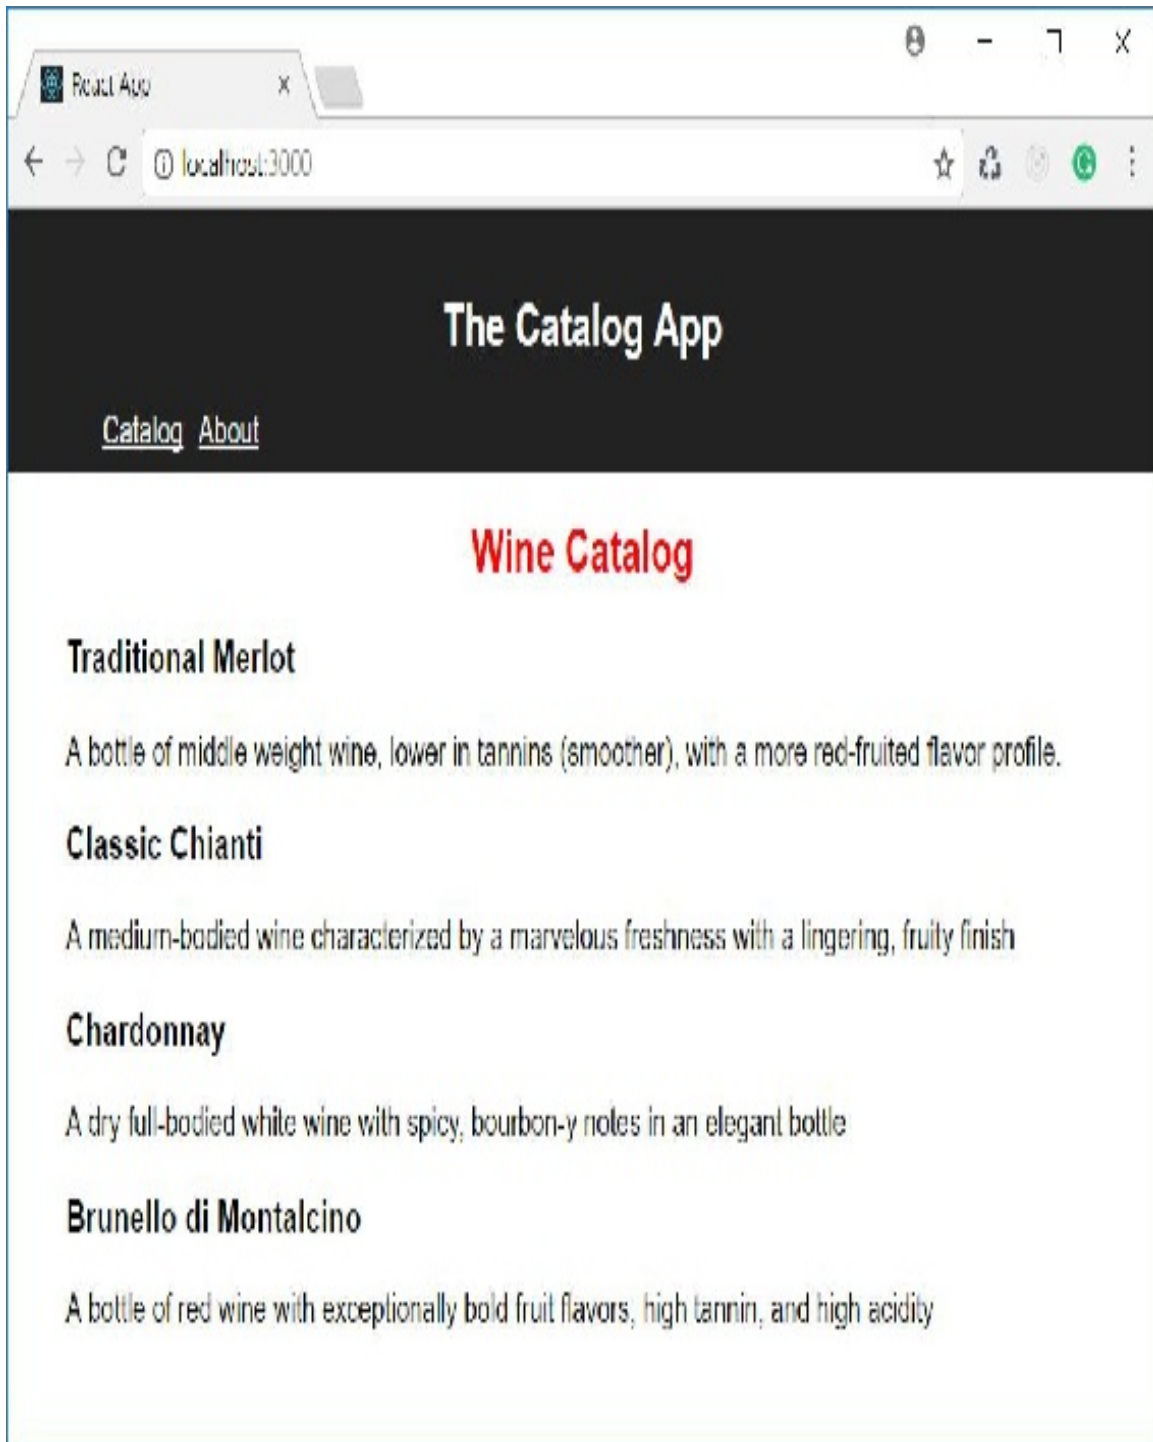 React App
localhost:3000
The Catalog App
Catalog About
Wine Catalog
Traditional Merlot
A bottle of middle weight wine, lower in tannins (smoother), with a more red-fruited flavor profile.
Classic Chianti
A medium-bodied wine characterized by a marvelous freshness with a lingering, fruity finish
Chardonnay
A dry full-bodied white wine with spicy, bourbon-y notes in an elegant bottle
Brunello di Montalcino
A bottle of red wine with exceptionally bold fruit flavors, high tannin, and high acidity